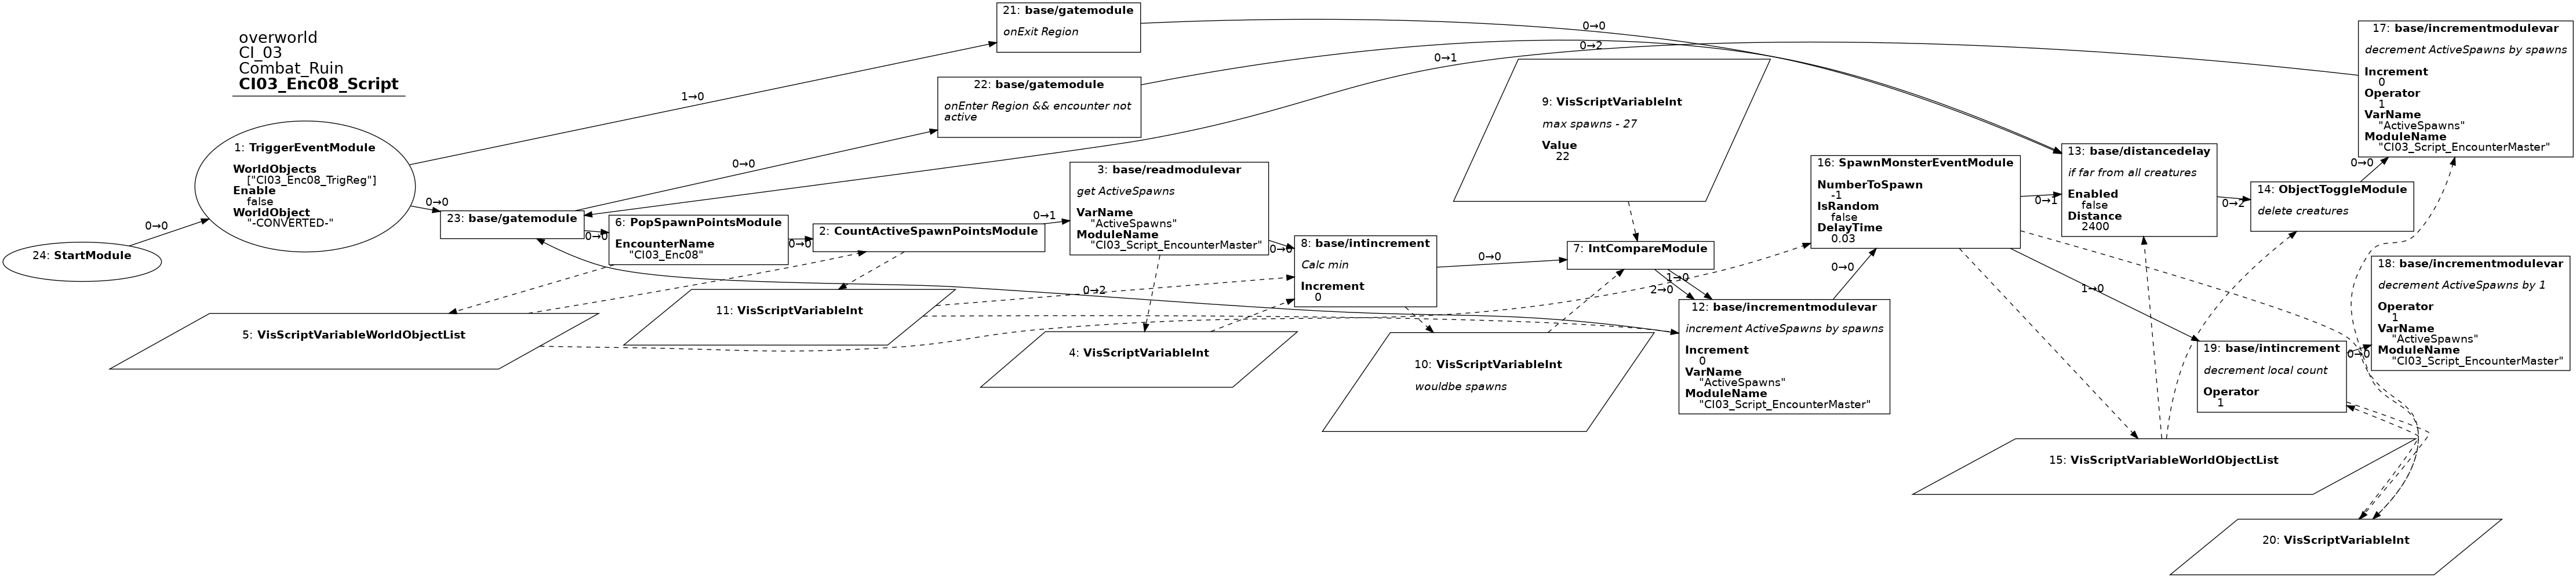 overworld
CI_03
Combat_Ruin
CI03_Enc08_Script
24: StartModule
0→0
1: TriggerEventModule
WorldObjects
["CI03_Enc08_TrigReg"]
Enable
false
WorldObject
"-CONVERTED-"
1→0
0→0
23: base/gatemodule
0→0
0→0
21: base/gatemodule
onExit Region
0→0
22: base/gatemodule
onEnter Region && encounter not
active
0→2
0→1
6: PopSpawnPointsModule
EncounterName
"CI03_Enc08"
0→0
5: VisScriptVariableWorldObjectList
2: CountActiveSpawnPointsModule
0→1
11: VisScriptVariableInt
3: base/readmodulevar
get ActiveSpawns
VarName
"ActiveSpawns"
ModuleName
"CI03_Script_EncounterMaster"
0→0
4: VisScriptVariableInt
0→2
8: base/intincrement
Calc min
Increment
0
0→0
10: VisScriptVariableInt
wouldbe spawns
9: VisScriptVariableInt
max spawns - 27
Value
22
7: IntCompareModule
1→0
2→0
12: base/incrementmodulevar
increment ActiveSpawns by spawns
Increment
0
VarName
"ActiveSpawns"
ModuleName
"CI03_Script_EncounterMaster"
0→0
16: SpawnMonsterEventModule
NumberToSpawn
-1
IsRandom
false
DelayTime
0.03
0→1
1→0
13: base/distancedelay
if far from all creatures
Enabled
false
Distance
2400
0→2
14: ObjectToggleModule
delete creatures
0→0
17: base/incrementmodulevar
decrement ActiveSpawns by spawns
Increment
0
Operator
1
VarName
"ActiveSpawns"
ModuleName
"CI03_Script_EncounterMaster"
18: base/incrementmodulevar
decrement ActiveSpawns by 1
Operator
1
VarName
"ActiveSpawns"
ModuleName
"CI03_Script_EncounterMaster"
19: base/intincrement
decrement local count
Operator
1
0→0
15: VisScriptVariableWorldObjectList
20: VisScriptVariableInt